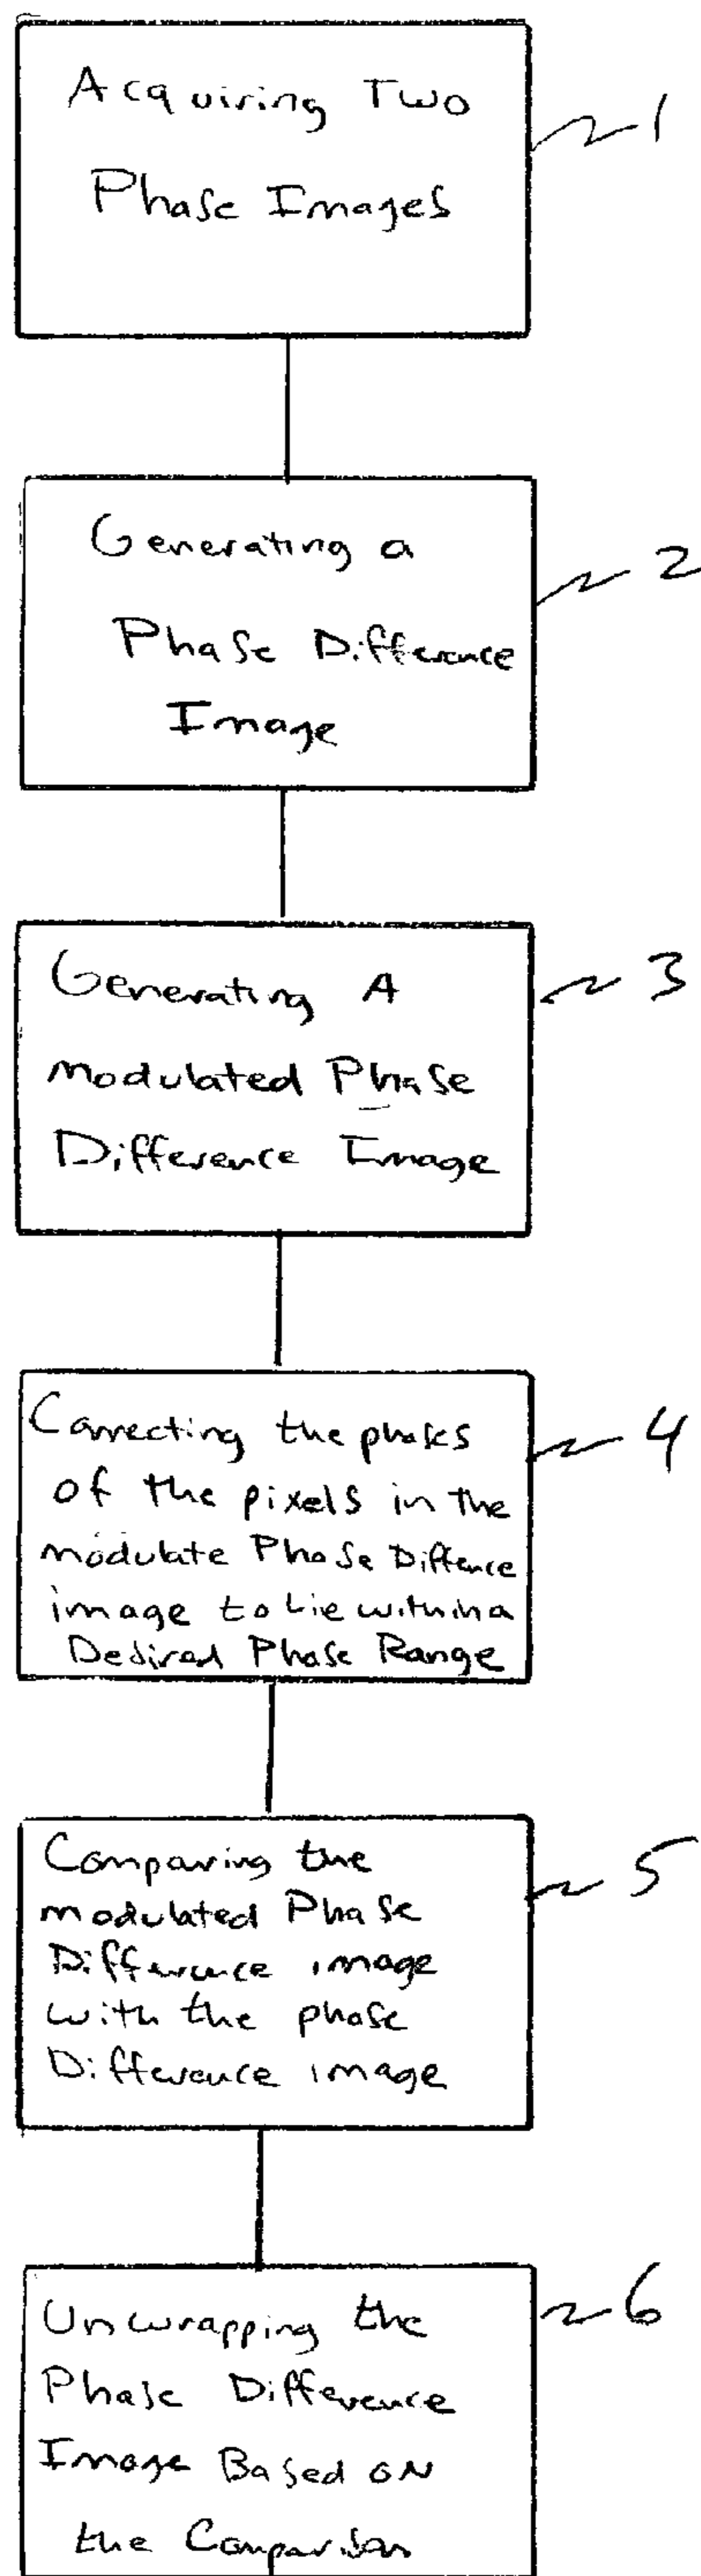 Acquiring Two
Phase Images
1
Generating a
Phase Difference
Image
2
Generating A
Modulated Phase
Difference Image
3
Correcting the phases
of the pixels in the
modulate Phase Diffence
image to Lie within a
Desired Phase Range
4
Comparing the
modulated Phase
Difference image
with the phase
Difference image
5
Unwrapping the
Phase Difference
Image Based on
the Comparison
6